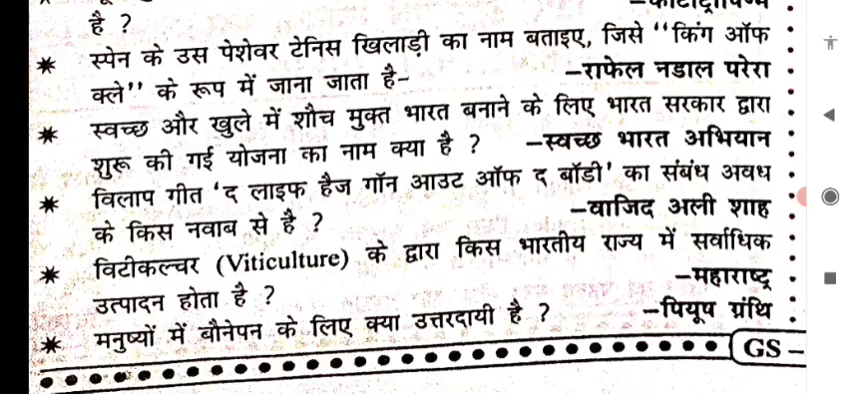 है ?
✷ स्पेन के उस पेशेवर टेनिस खिलाड़ी का नाम बताइए, जिसे ‘‘किंग ऑफ
क्ले’’ के रूप में जाना जाता है– –राफेल नडाल परेरा
✷ स्वच्छ और खुले में शौच मुक्त भारत बनाने के लिए भारत सरकार द्वारा
शुरू की गई योजना का नाम क्या है ? –स्वच्छ भारत अभियान
✷ विलाप गीत ‘द लाइफ हैज गॉन आउट ऑफ द बॉडी’ का संबंध अवध
के किस नवाब से है ? –वाजिद अली शाह
✷ विटीकल्चर (Viticulture) के द्वारा किस भारतीय राज्य में सर्वाधिक
उत्पादन होता है ? –महाराष्ट्र
✷ मनुष्यों में बौनेपन के लिए क्या उत्तरदायी है ? –पियूष ग्रंथि
GS –